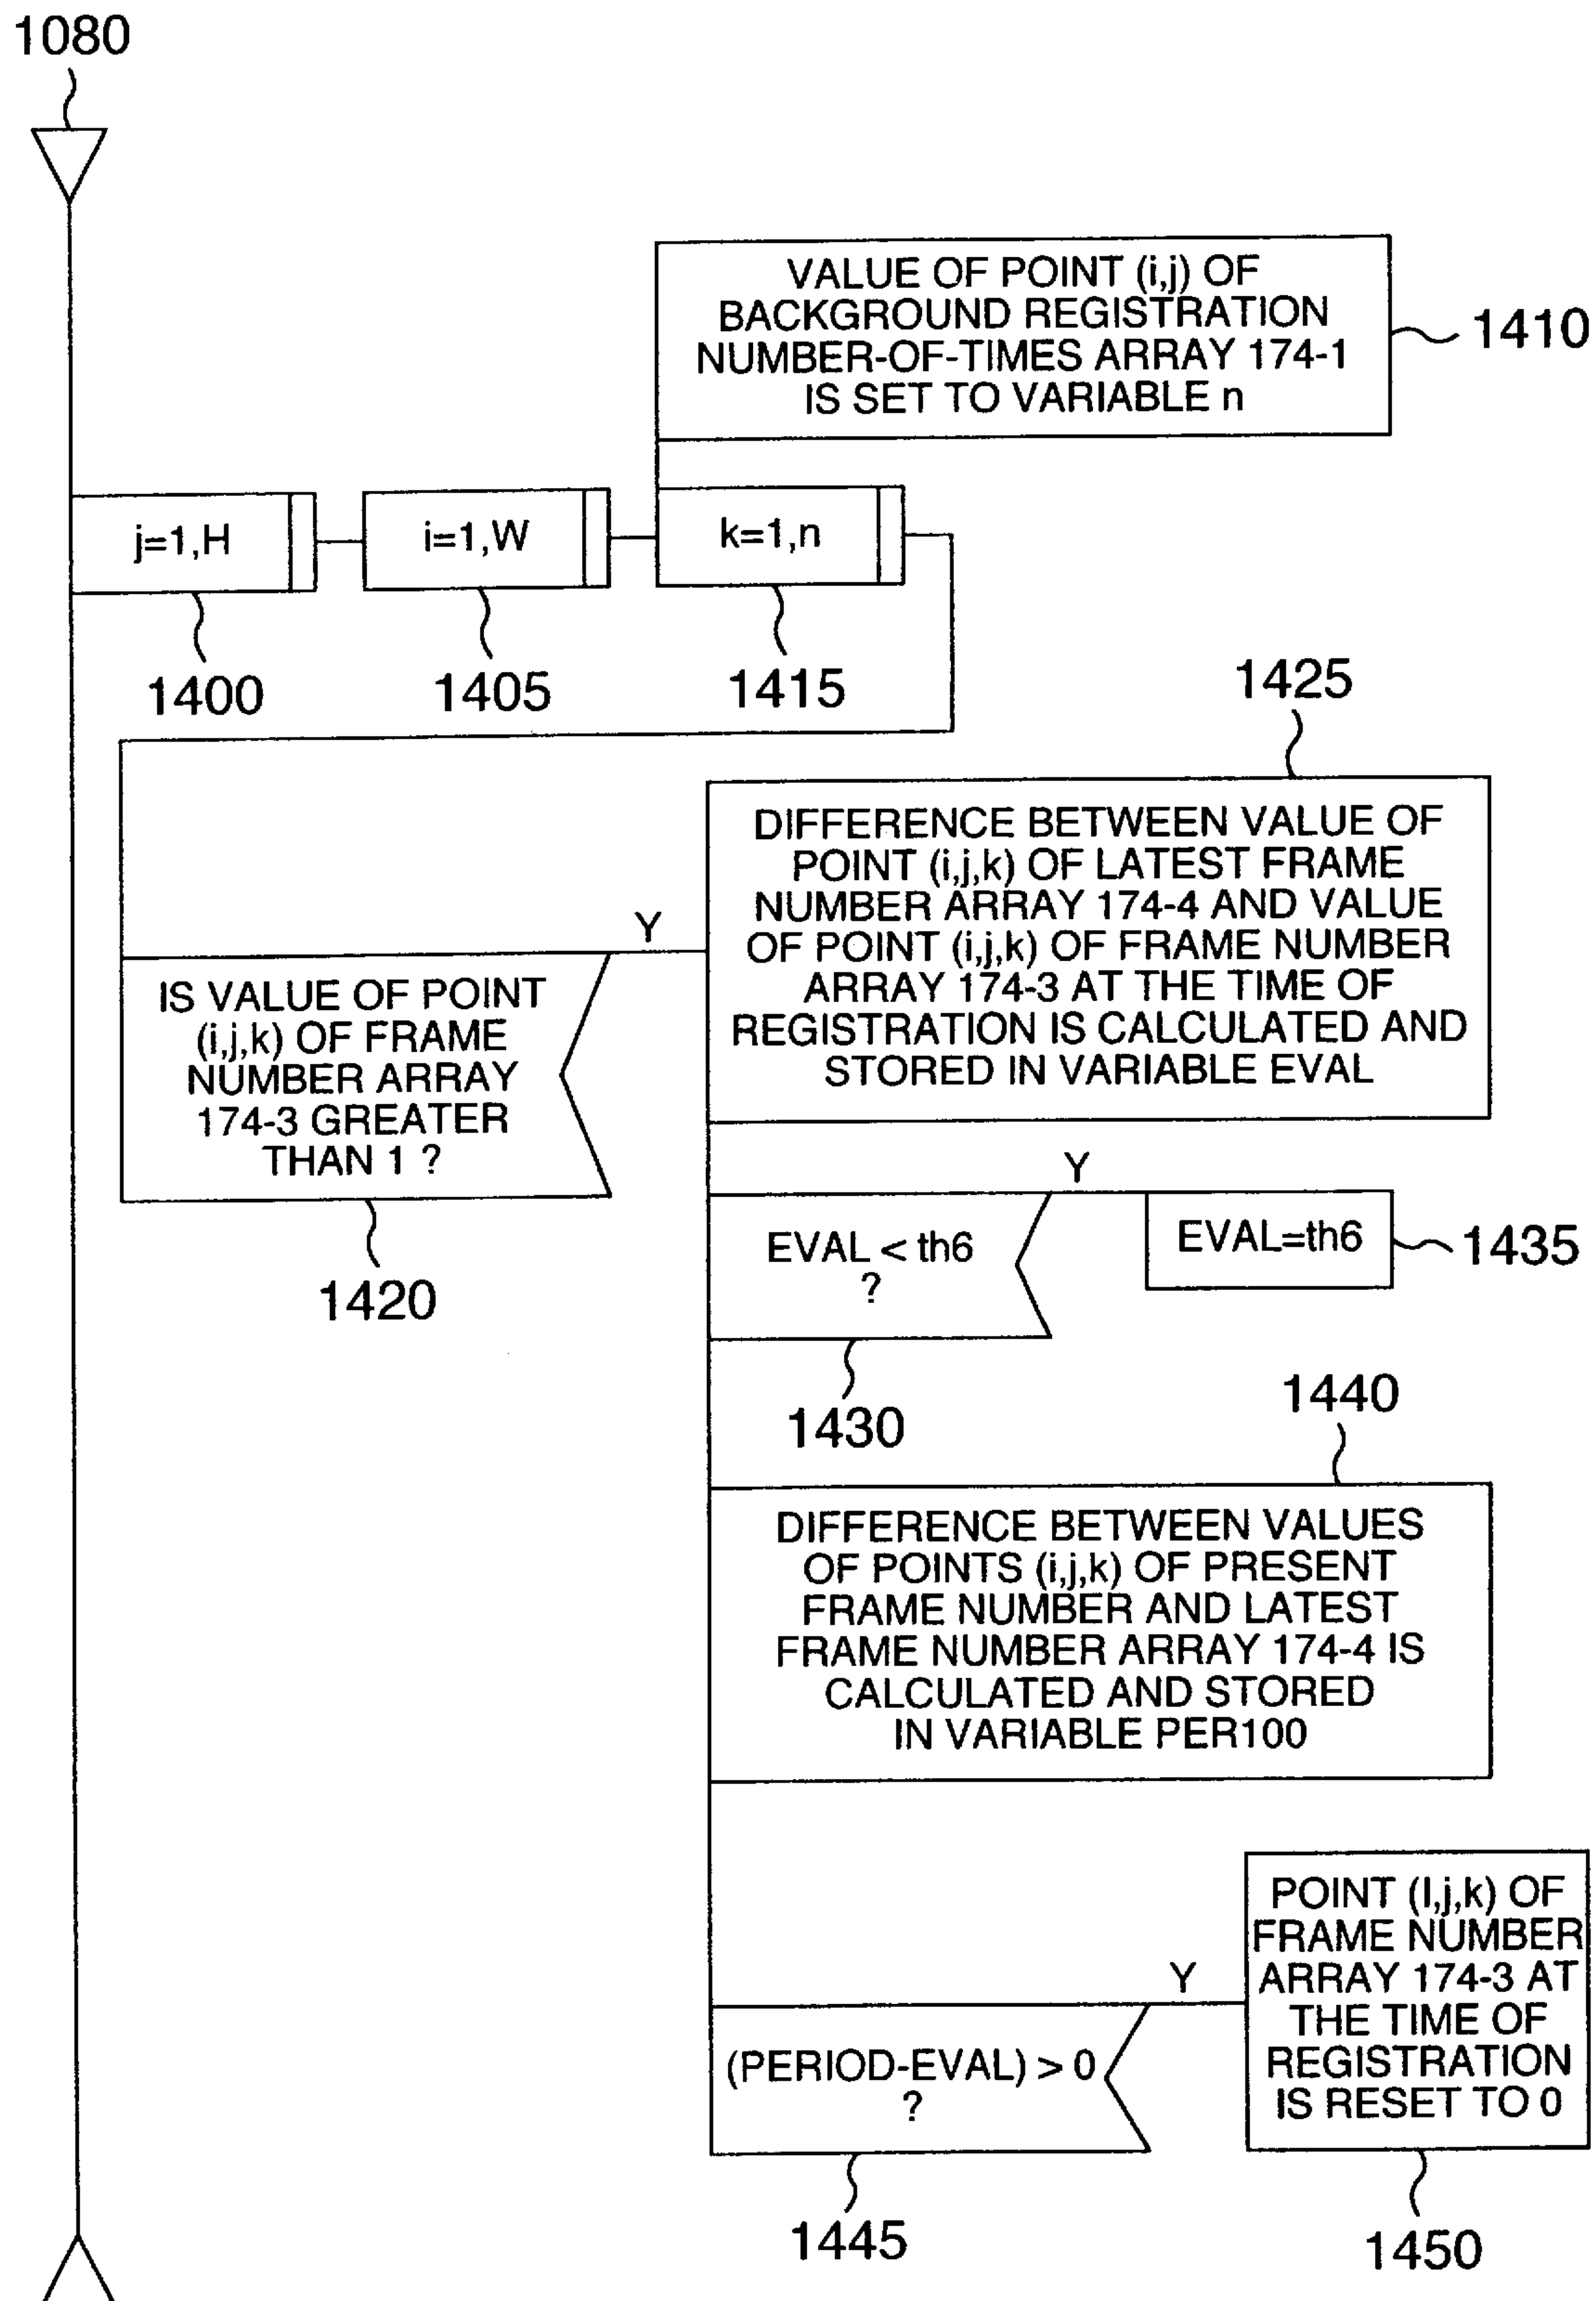 1080
VALUE OF POINT (i,j) OF
BACKGROUND REGISTRATION
NUMBER-OF-TIMES ARRAY 174-1
IS SET TO VARIABLE n
1410
j=1,H
i=1,W
k=1,n
1400
1405
1415
1425
DIFFERENCE BETWEEN VALUE OF
POINT (i,j,k) OF LATEST FRAME
NUMBER ARRAY 174-4 AND VALUE
OF POINT (i,j,k) OF FRAME NUMBER
ARRAY 174-3 AT THE TIME OF
REGISTRATION IS CALCULATED AND
STORED IN VARIABLE EVAL
Y
IS VALUE OF POINT
(i,j,k) OF FRAME
NUMBER ARRAY
174-3 GREATER
THAN 1 ?
1420
Y
EVAL < th6
?
EVAL=th6
1435
1430
1440
DIFFERENCE BETWEEN VALUES
OF POINTS (i,j,k) OF PRESENT
FRAME NUMBER AND LATEST
FRAME NUMBER ARRAY 174-4 IS
CALCULATED AND STORED
IN VARIABLE PER100
Y
(PERIOD-EVAL) > 0
?
POINT (I,j,k) OF
FRAME NUMBER
ARRAY 174-3 AT
THE TIME OF
REGISTRATION
IS RESET TO 0
1445
1450